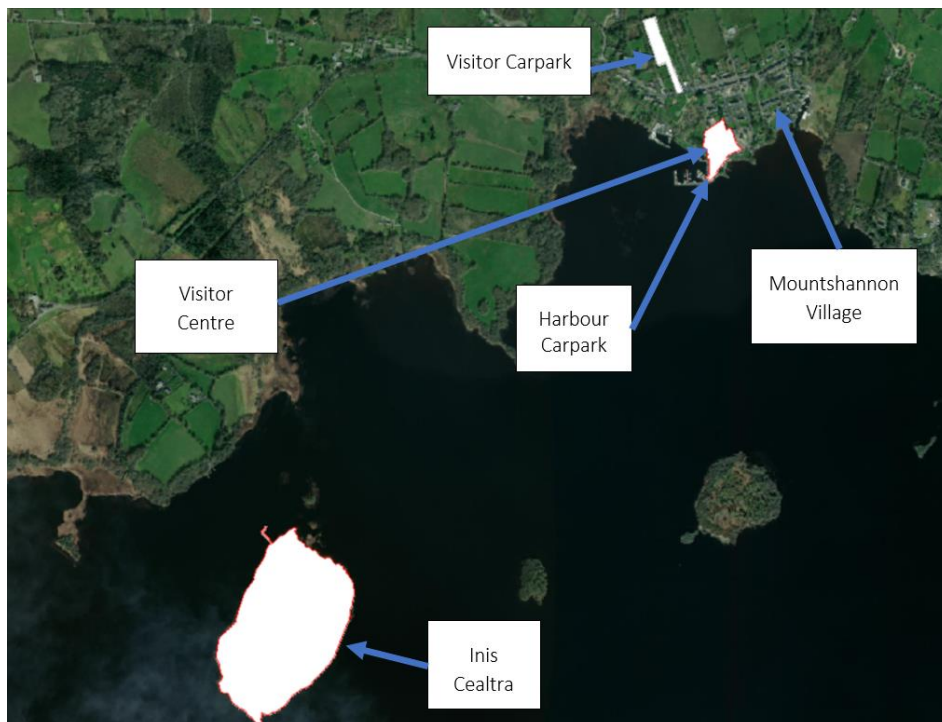 Visitor Carpark
Visitor
Centre
Harbour
Carpark
Mountshannon
Village
Inis
Cealtra